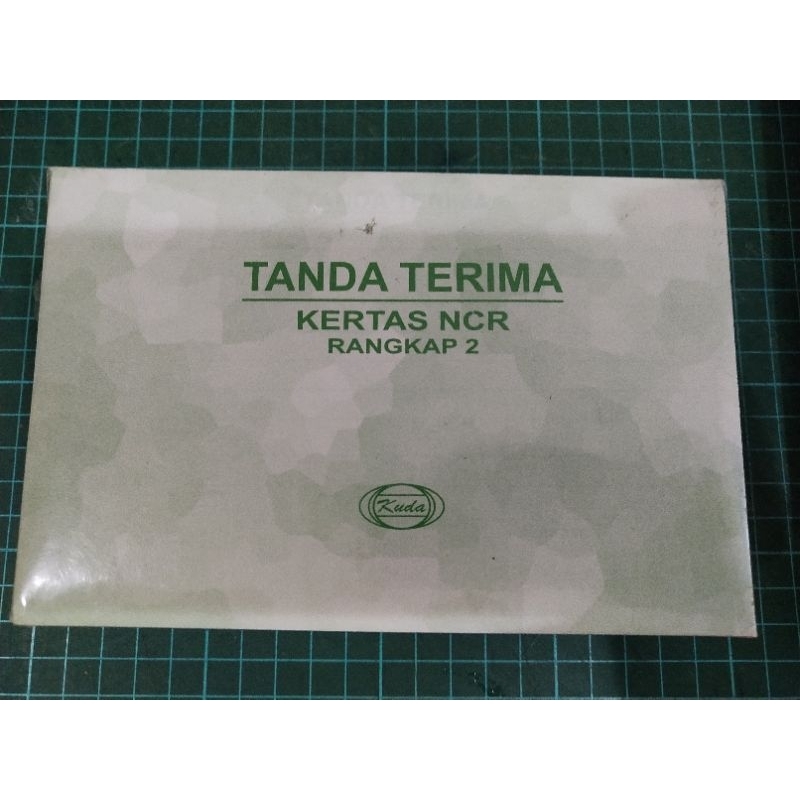 TANDA TERIMA
KERTAS NCR
RANGKAP 2
Kuda